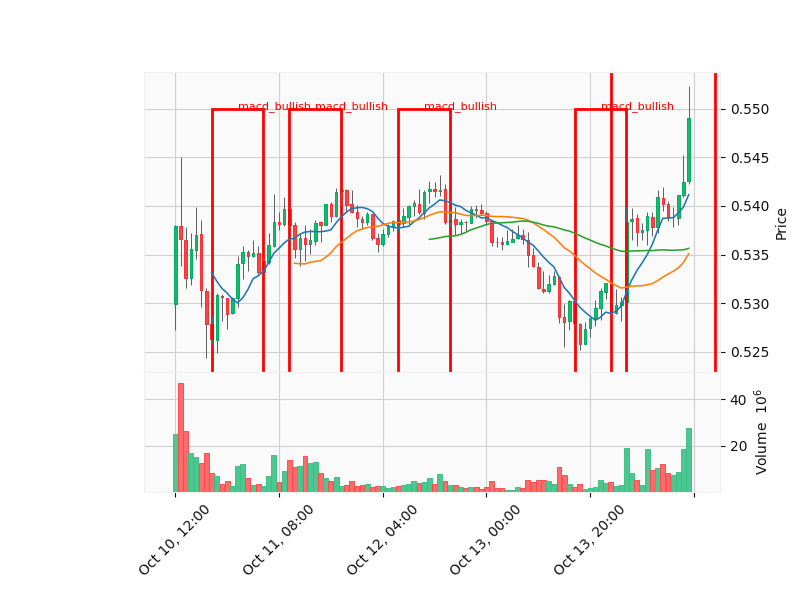 macd_bullish macd_bullish macd_bullish macd_bullish
0.550
0.545
0.540
0.535
0.530
0.525
Price
40
20
Volume 10^6
Oct 10, 12:00
Oct 11, 08:00
Oct 12, 04:00
Oct 13, 00:00
Oct 13, 20:00